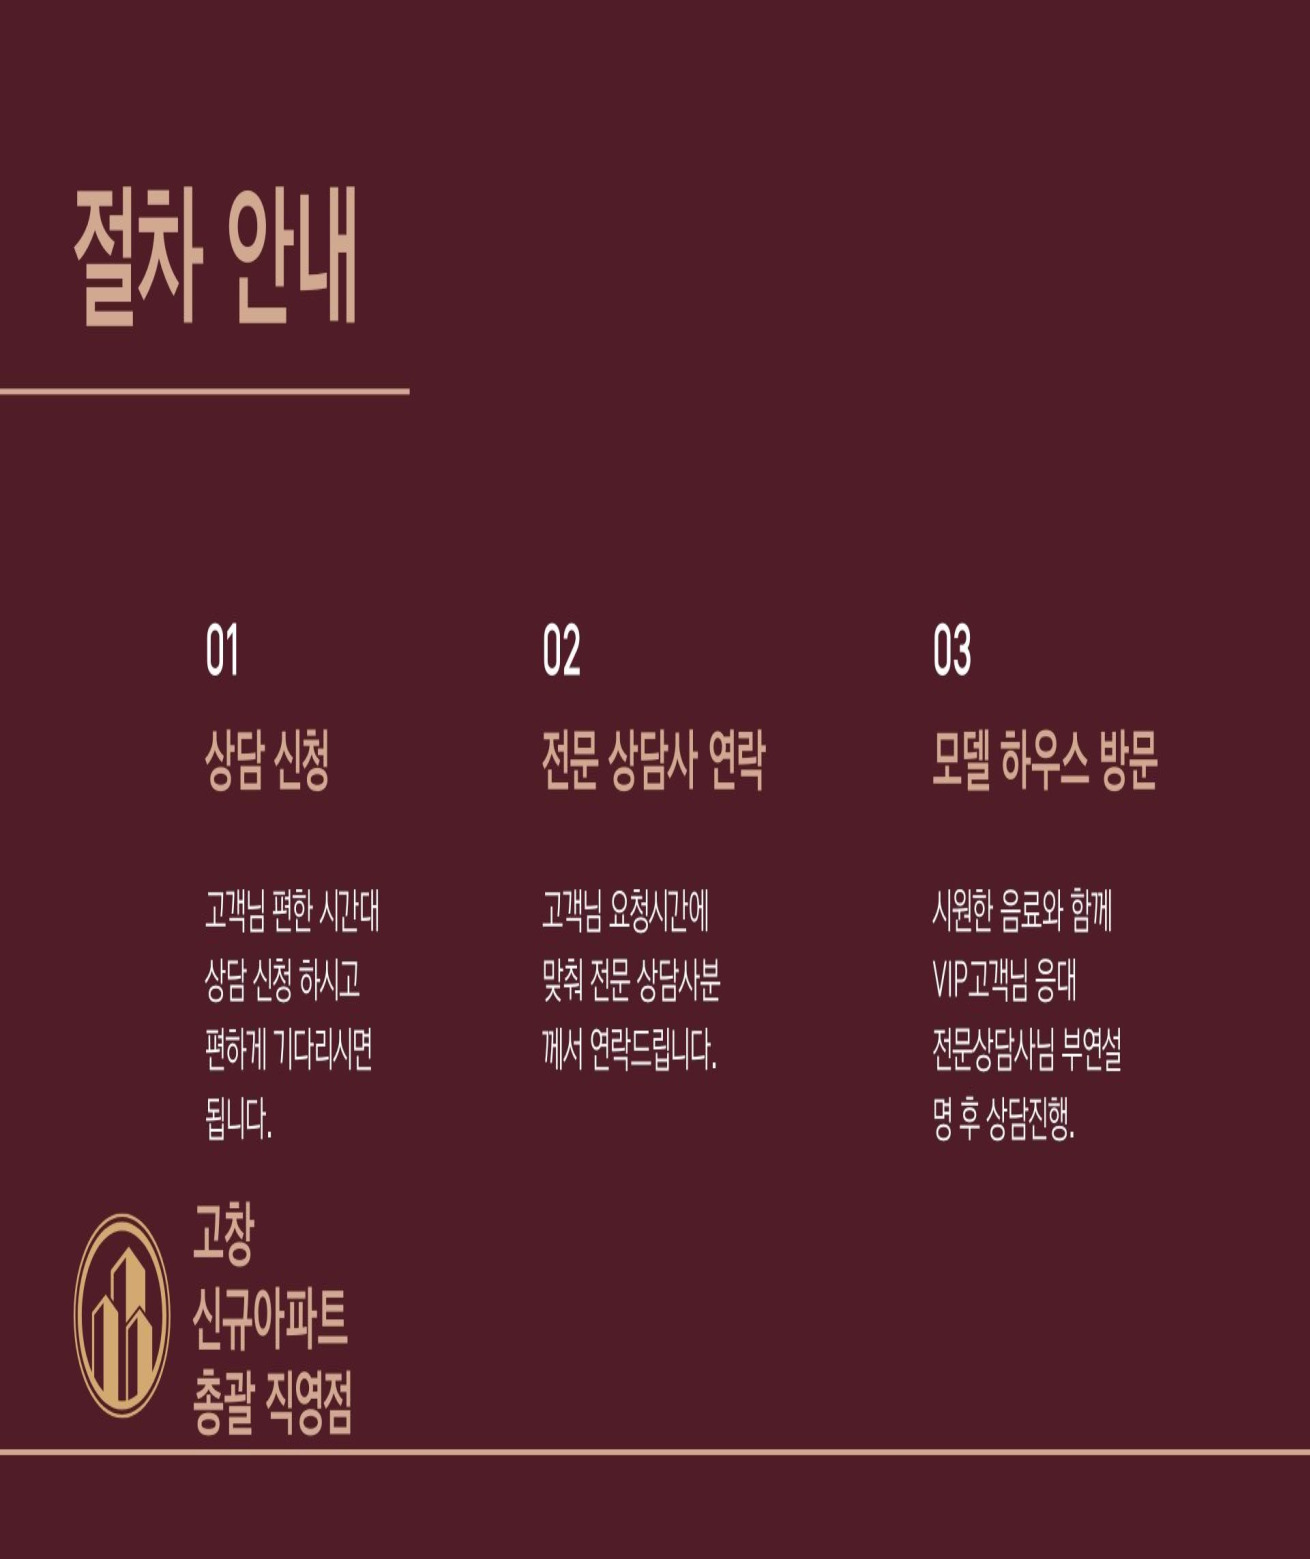 절차 안내
01
상담 신청
고객님 편한 시간대
상담 신청 하시고
편하게 기다리시면
됩니다.
02
전문 상담사 연락
고객님 요청시간에
맞춰 전문 상담사분
께서 연락드립니다.
03
모델 하우스 방문
시원한 음료와 함께
VIP고객님 응대
전문상담사님 부연설
명 후 상담진행.
고창
신규아파트
총괄 직영점